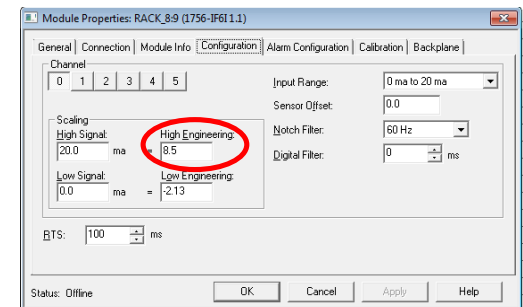 Module Properties: RACK_8:9 (1756-IF6I 1.1)
General Connection Module Info Configuration Alarm Configuration Calibration Backplane
Channel
0 1 2 3 4 5
Input Range: 0 ma to 20 ma
Sensor Offset: 0.0
Scaling
High Signal: High Engineering: Notch Filter: 60 Hz
20.0 ma = 8.5
Digital Filter: 0 ms
Low Signal: Low Engineering:
0.0 ma = -2.13
RTS: 100 ms
Status: Offline OK Cancel Apply Help